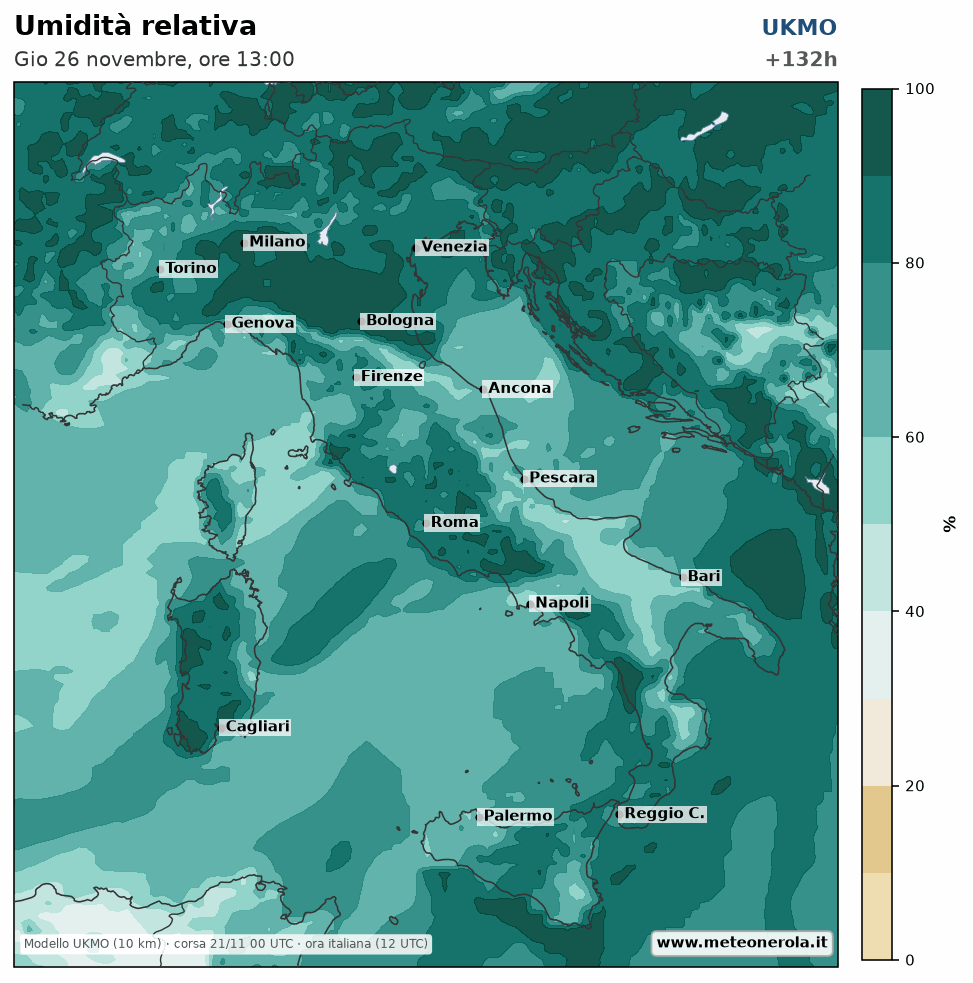 Umidità relativa
UKMO
Gio 26 novembre, ore 13:00
+132h
100
80
60
40
20
0
%
Milano
Venezia
Torino
Genova
Bologna
Firenze
Ancona
Pescara
Roma
Bari
Napoli
Cagliari
Palermo
Reggio C.
Modello UKMO (10 km) · corsa 21/11 00 UTC · ora italiana (12 UTC)
www.meteonerola.it